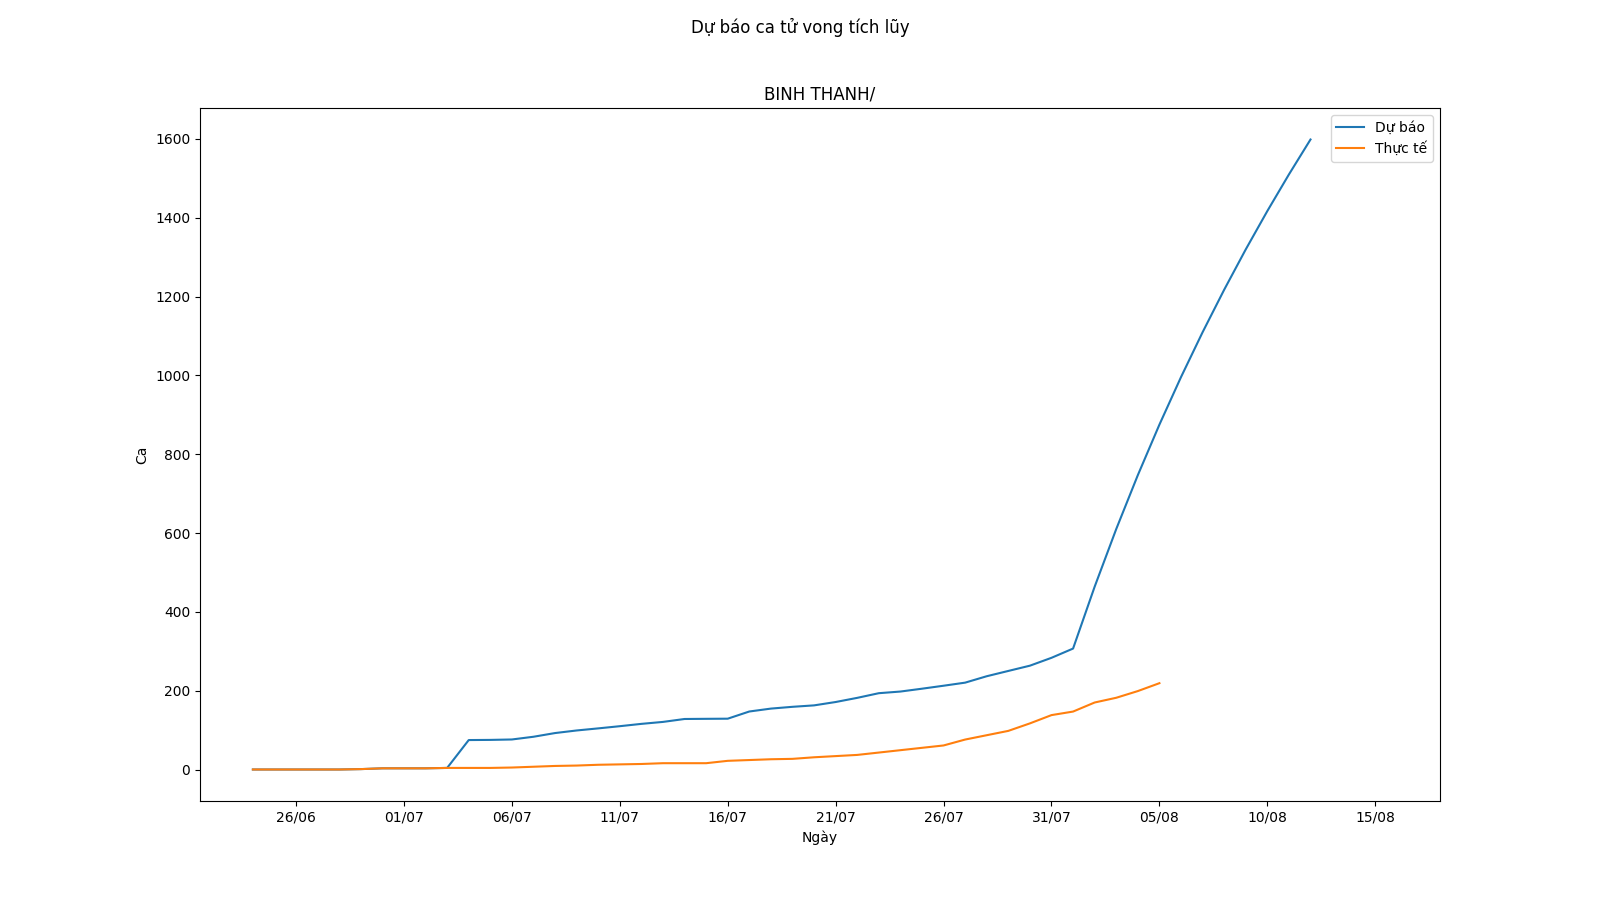 Dự báo ca tử vong tích lũy
BINH THANH/
Dự báo
Thực tế
1600
1400
1200
1000
800
600
400
200
0
Ca
26/06 01/07 06/07 11/07 16/07 21/07 26/07 31/07 05/08 10/08 15/08
Ngày